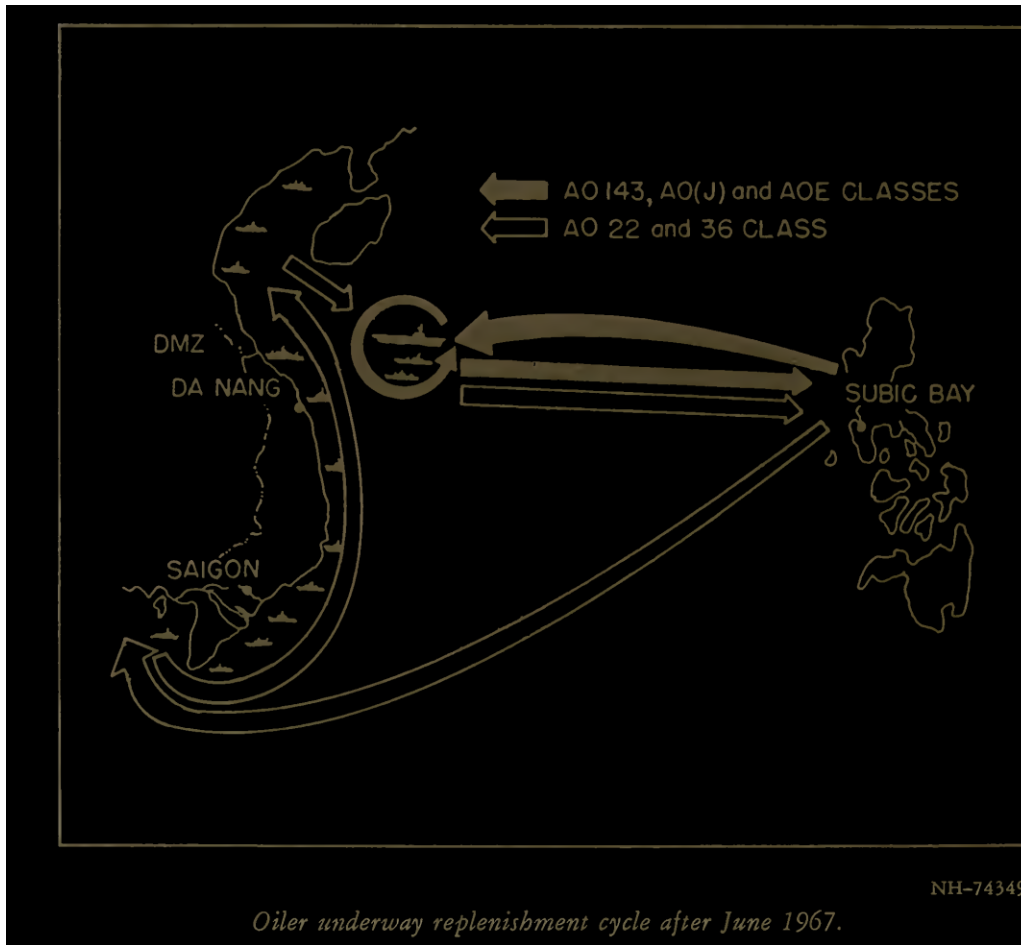 AO 143, AO(J) and AOE CLASSES
AO 22 and 36 CLASS
DMZ
DA NANG
SUBIC BAY
SAIGON
NH-74349
Oiler underway replenishment cycle after June 1967.